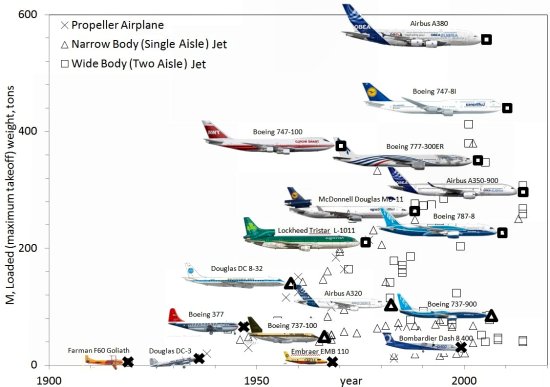 600
× Propeller Airplane
△ Narrow Body (Single Aisle) Jet
□ Wide Body (Two Aisle) Jet
Airbus A380
Boeing 747-8I
400
Boeing 747-100
Boeing 777-300ER
Airbus A350-900
McDonnell Douglas MD-11
Boeing 787-8
Lockheed Tristar L-1011
200
Douglas DC 8-32
Airbus A320
Boeing 737-900
Boeing 377
Boeing 737-100
Bombardier Dash 8 400
Farman F60 Goliath
Douglas DC-3
Embraer EMB 110
0
1900
1950
year
2000
M, Loaded (maximum takeoff) weight, tons